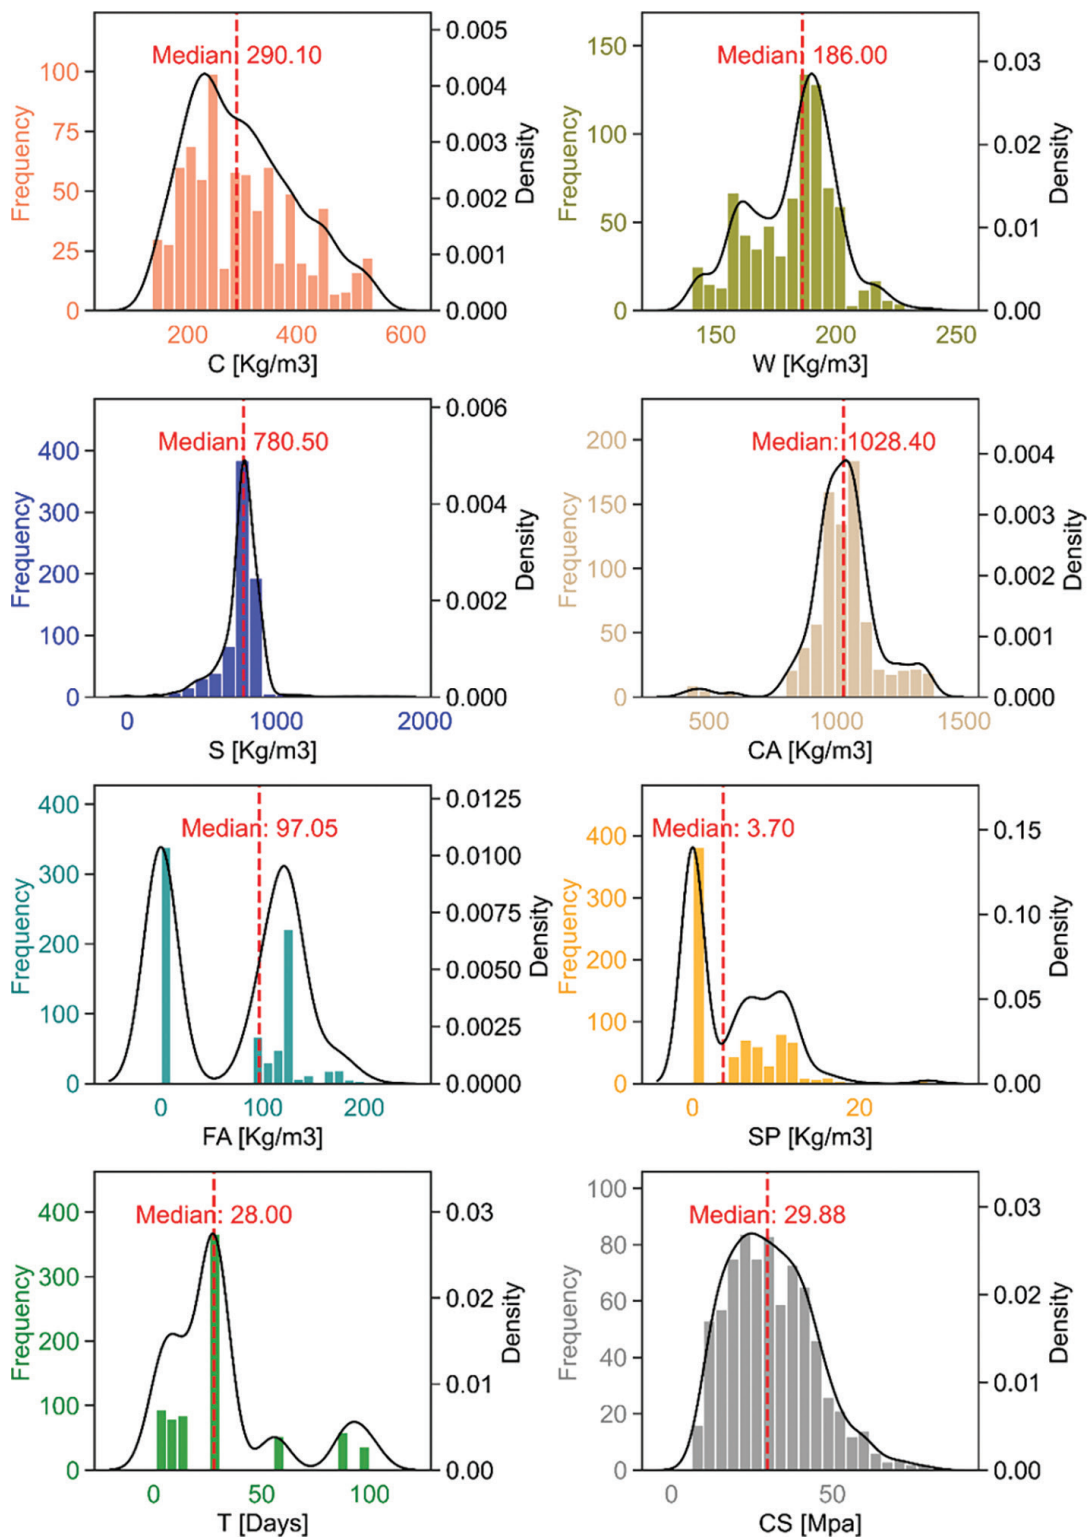 Median: 290.10
Frequency
100
75
50
25
0
0.005
0.004
0.003
0.002
0.001
0.000
Density
200 400 600
C [Kg/m3]
Median: 186.00
Frequency
150
100
50
0
0.03
0.02
0.01
0.00
Density
150 200 250
W [Kg/m3]
Median: 780.50
Frequency
400
300
200
100
0
0.006
0.004
0.002
0.000
Density
0 1000 2000
S [Kg/m3]
Median: 1028.40
Frequency
200
150
100
50
0
0.004
0.003
0.002
0.001
0.000
Density
500 1000 1500
CA [Kg/m3]
Median: 97.05
Frequency
400
300
200
100
0
0.0125
0.0100
0.0075
0.0050
0.0025
0.0000
Density
0 100 200
FA [Kg/m3]
Median: 3.70
Frequency
400
300
200
100
0
0.15
0.10
0.05
0.00
Density
0 20
SP [Kg/m3]
Median: 28.00
Frequency
400
300
200
100
0
0.03
0.02
0.01
0.00
Density
0 50 100
T [Days]
Median: 29.88
Frequency
100
80
60
40
20
0
0.03
0.02
0.01
0.00
Density
0 50
CS [Mpa]